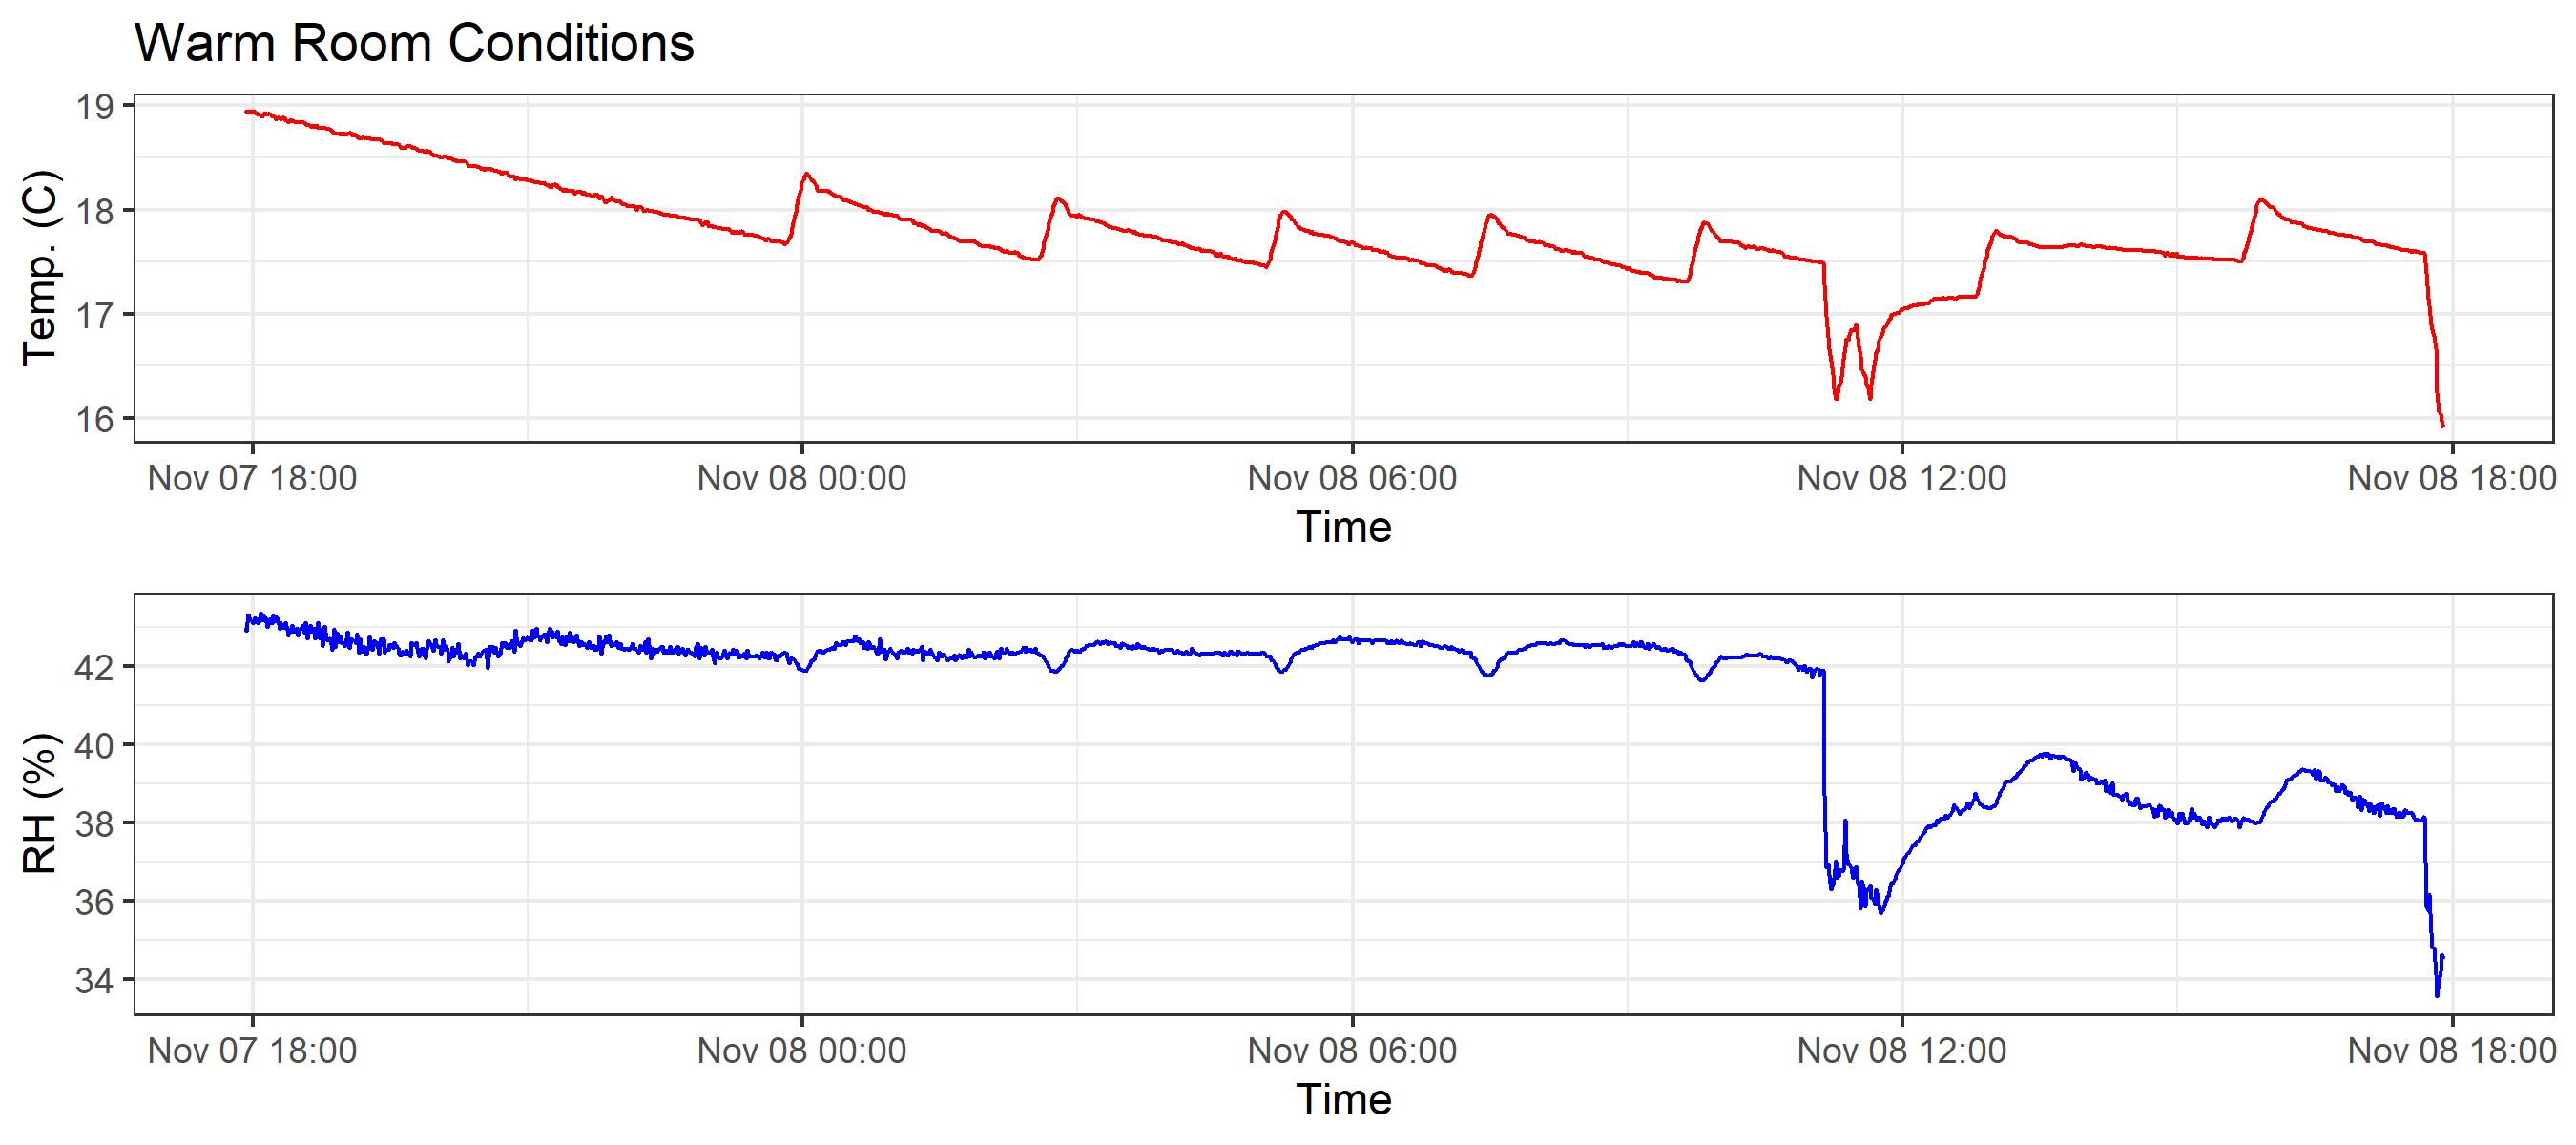 Warm Room Conditions
19
18
17
16
Temp. (C)
Nov 07 18:00 Nov 08 00:00 Nov 08 06:00 Nov 08 12:00 Nov 08 18:00
Time
42
40
38
36
34
RH (%)
Nov 07 18:00 Nov 08 00:00 Nov 08 06:00 Nov 08 12:00 Nov 08 18:00
Time